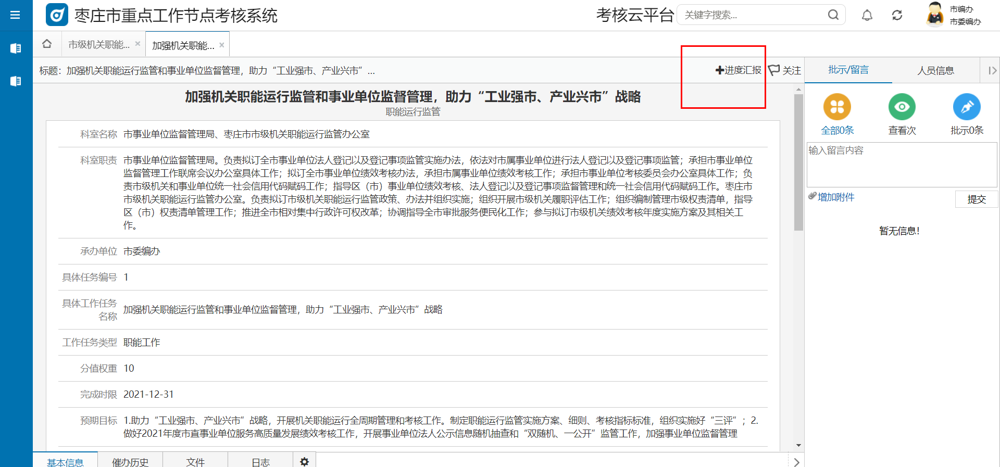 枣庄市重点工作节点考核系统
考核云平台
关键字搜索...
市编办
市委编办
市级机关职能... ×
加强机关职能... ×
标题：加强机关职能运行监管和事业单位监督管理，助力“工业强市、产业兴市” ...
进度汇报
关注
批示/留言
人员信息
加强机关职能运行监管和事业单位监督管理，助力“工业强市、产业兴市”战略
职能运行监管
科室名称 市事业单位监督管理局、枣庄市市级机关职能运行监管办公室
科室职责 市事业单位监督管理局。负责拟订全市事业单位法人登记以及登记事项监管实施办法，依法对市属事业单位进行法人登记以及登记事项监管；承担市事业单位
监督管理工作联席会议办公室具体工作；拟订全市事业单位绩效考核办法，承担市属事业单位绩效考核工作；承担市事业单位考核委员会办公室具体工作；负
责市级机关和事业单位统一社会信用代码赋码工作；指导区（市）事业单位绩效考核、法人登记以及登记事项监督管理和统一社会信用代码赋码工作。枣庄市
市级机关职能运行监管办公室。负责拟订市级机关职能运行监管政策、办法并组织实施；组织开展市级机关履职评估工作；组织编制管理市级权责清单，指导
区（市）权责清单管理工作；推进全市相对集中行政许可权改革；协调指导全市审批服务便民化工作；参与拟订市级机关绩效考核年度实施方案及其相关工
作。
承办单位 市委编办
具体任务编号 1
具体工作任务
名称 加强机关职能运行监管和事业单位监督管理，助力“工业强市、产业兴市”战略
工作任务类型 职能工作
分值权重 10
完成时限 2021-12-31
预期目标 1.助力“工业强市、产业兴市”战略，开展机关职能运行全周期管理和考核工作。制定职能运行监管实施方案、细则、考核指标标准，组织实施好“三评”；2.
做好2021年度市直事业单位服务高质量发展绩效考核工作，开展事业单位法人公示信息随机抽查和“双随机、一公开”监管工作，加强事业单位监督管理
基本信息
催办历史
文件
日志
全部0条
查看次
批示0条
输入留言内容
增加附件
提交
暂无信息！